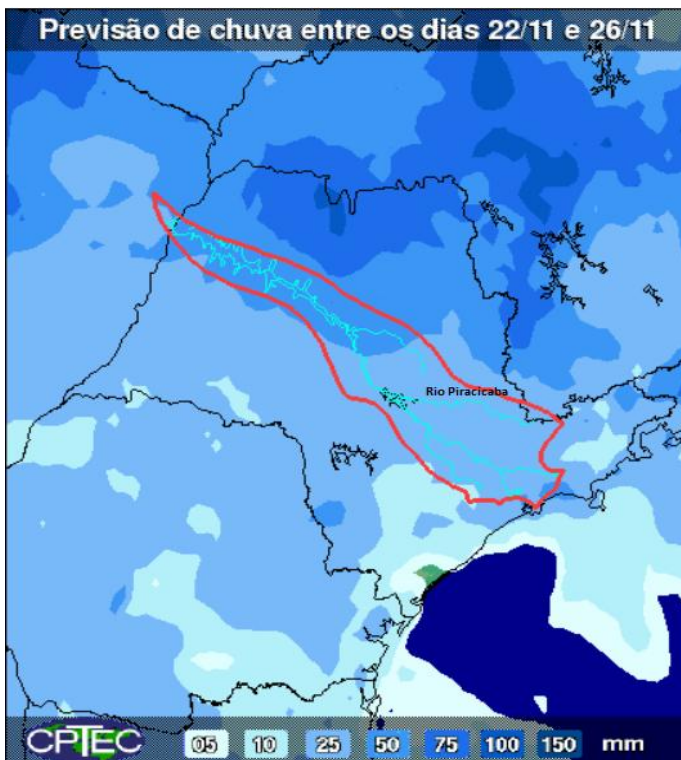 Previsão de chuva entre os dias 22/11 e 26/11
Rio Piracicaba
CPTEC 05 10 25 50 75 100 150 mm